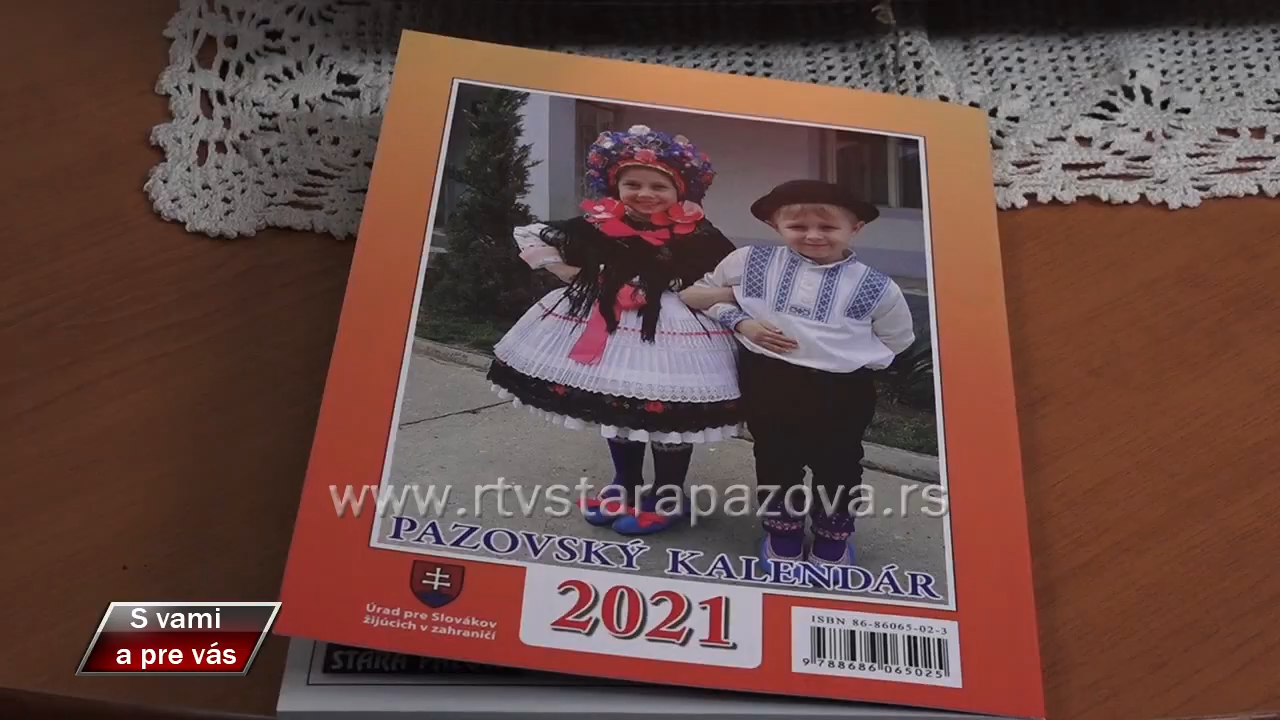 www.rtvstarapazova.rs
PAZOVSKÝ KALENDÁR
Úrad pre Slovákov
žijúcich v zahraničí
2021
ISBN 86-86065-02-3
9 788686 065025
STARA
S vami
a pre vás